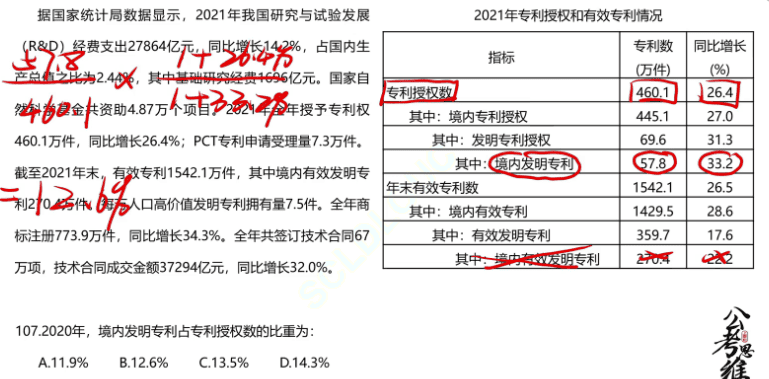 据国家统计局数据显示，2021年我国研究与试验发展
（R&D）经费支出27864亿元，同比增长14.2%，占国内生
产总值之比为2.44%，其中基础研究经费1696亿元。国家自
然科学基金共资助4.87万个项目，2021年全年授予专利权
460.1万件，同比增长26.4%；PCT专利申请受理量7.3万件。
截至2021年末，有效专利1542.1万件，其中境内有效发明专
利270.4万件，每万人口高价值发明专利拥有量7.5件。全年商
标注册773.9万件，同比增长34.3%。全年共签订技术合同67
万项，技术合同成交金额37294亿元，同比增长32.0%。
57.8
460.1
×
1+26.4%
1+33.2%
=12.6%
2021年专利授权和有效专利情况
指标 专利数（万件） 同比增长（%）
专利授权数 460.1 26.4
其中：境内专利授权 445.1 27.0
其中：发明专利授权 69.6 31.3
其中：境内发明专利 57.8 33.2
年末有效专利数 1542.1 26.5
其中：境内有效专利 1429.5 28.6
其中：有效发明专利 359.7 17.6
其中：境内有效发明专利 270.4 22.2
107.2020年，境内发明专利占专利授权数的比重为：
A.11.9% B.12.6% C.13.5% D.14.3%
公考思维